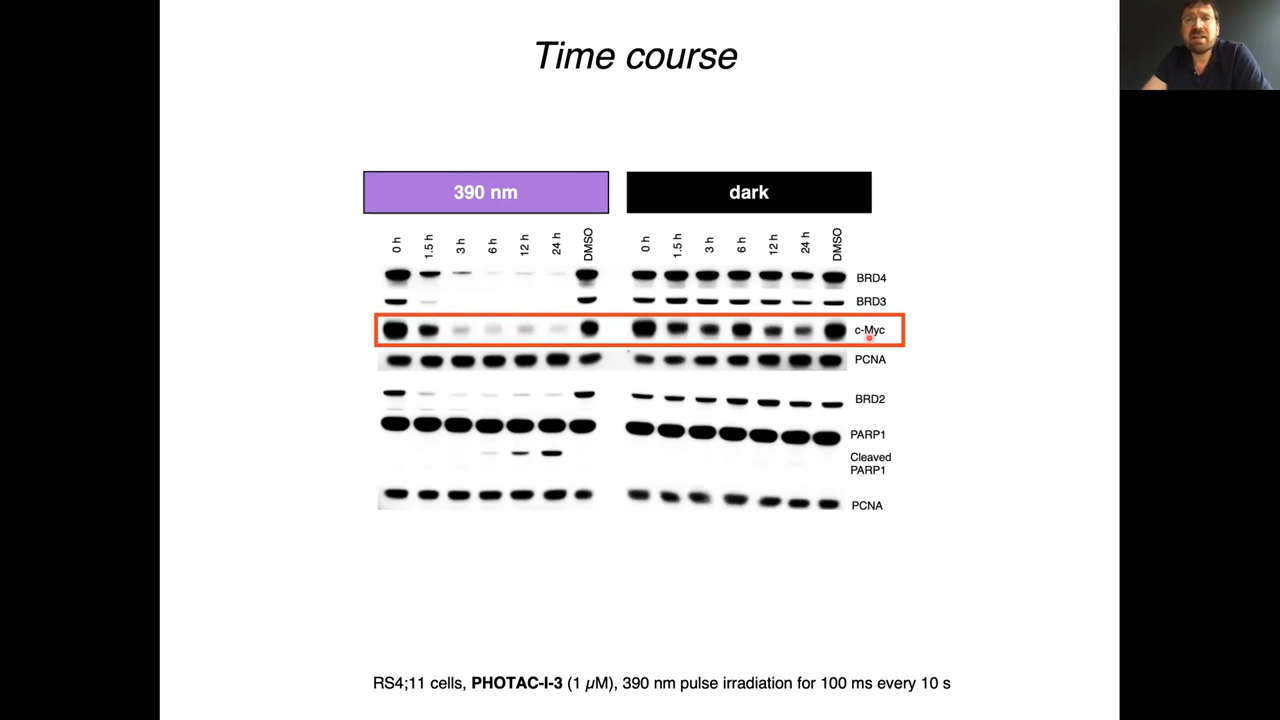 Time course
390 nm dark
0 h 1.5 h 3 h 6 h 12 h 24 h DMSO 0 h 1.5 h 3 h 6 h 12 h 24 h DMSO
BRD4
BRD3
c-Myc
PCNA
BRD2
PARP1
Cleaved
PARP1
PCNA
RS4;11 cells, PHOTAC-I-3 (1 µM), 390 nm pulse irradiation for 100 ms every 10 s